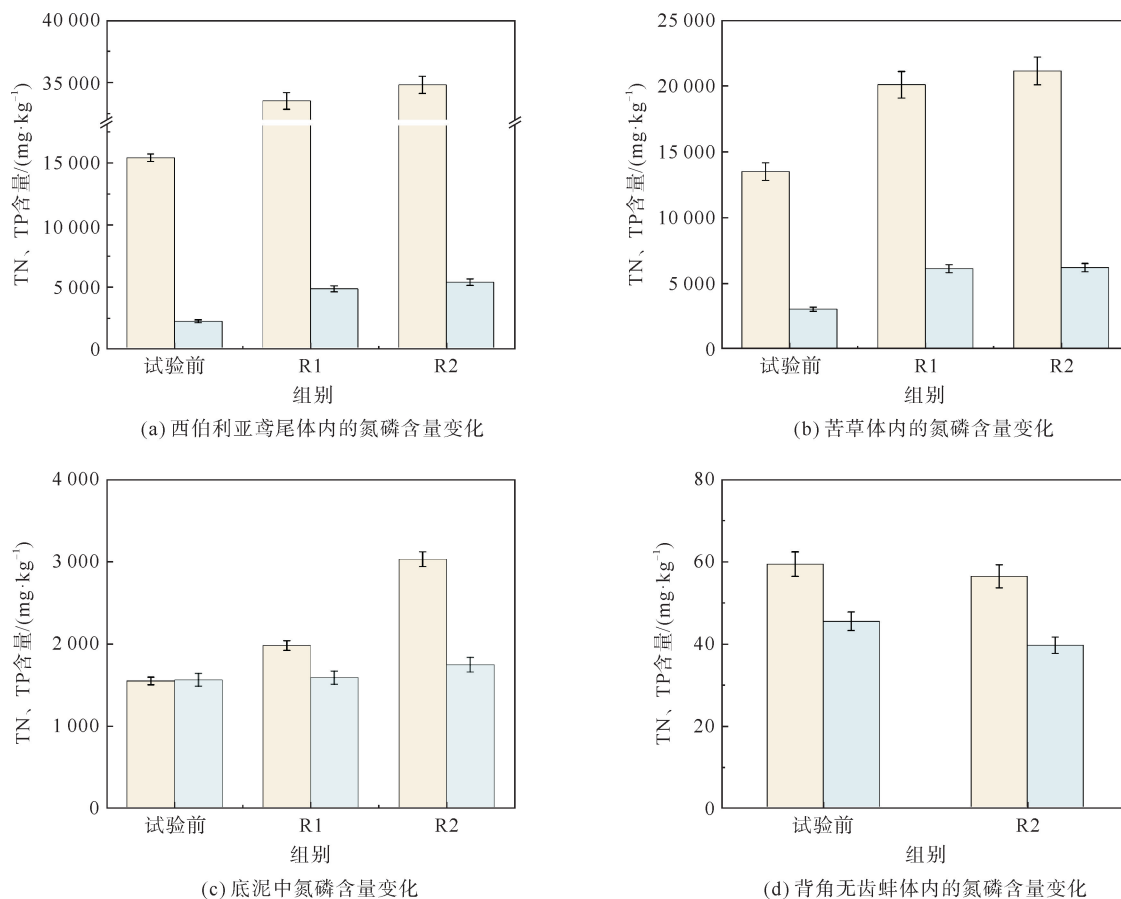 TN、TP含量/(mg·kg⁻¹)
40 000
35 000
15 000
10 000
5 000
0
试验前 R1 R2
组别
(a) 西伯利亚鸢尾体内的氮磷含量变化
TN、TP含量/(mg·kg⁻¹)
25 000
20 000
15 000
10 000
5 000
0
试验前 R1 R2
组别
(b) 苦草体内的氮磷含量变化
TN、TP含量/(mg·kg⁻¹)
4 000
3 000
2 000
1 000
0
试验前 R1 R2
组别
(c) 底泥中氮磷含量变化
TN、TP含量/(mg·kg⁻¹)
80
60
40
20
0
试验前 R2
组别
(d) 背角无齿蚌体内的氮磷含量变化